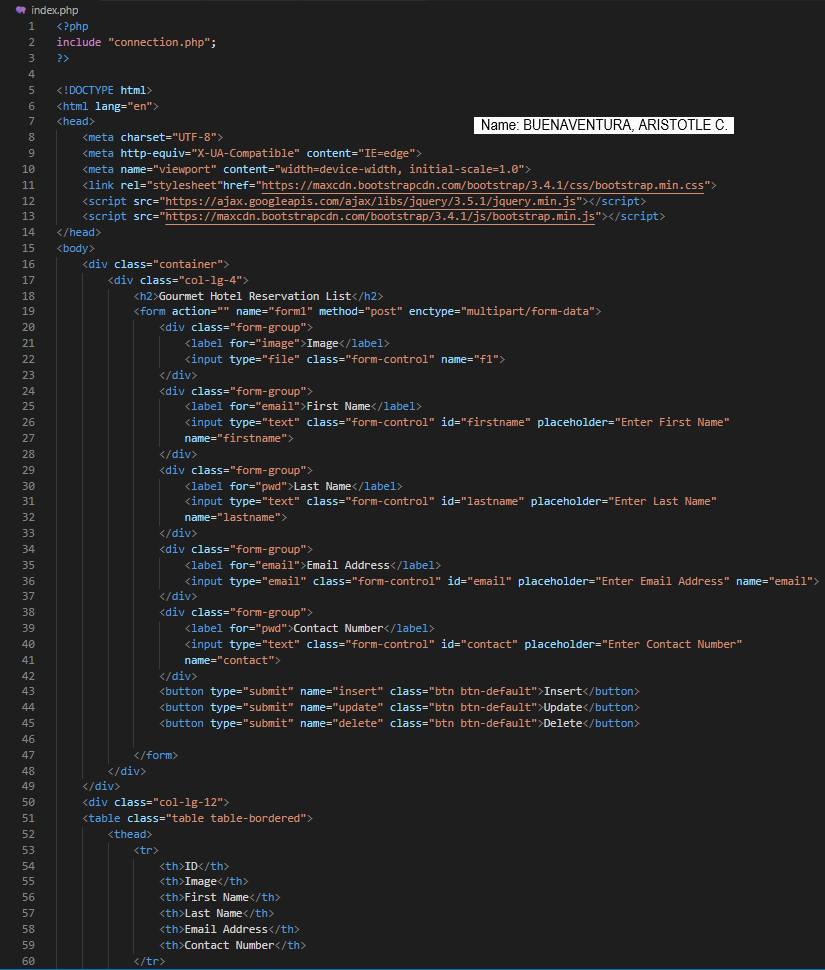 index.php
1 <?php
2 include "connection.php";
3 ?>
4
5 <!DOCTYPE html>
6 <html lang="en">
7 <head>
Name: BUENAVENTURA, ARISTOTLE C.
8 <meta charset="UTF-8">
9 <meta http-equiv="X-UA-Compatible" content="IE=edge">
10 <meta name="viewport" content="width=device-width, initial-scale=1.0">
11 <link rel="stylesheet"href="https://maxcdn.bootstrapcdn.com/bootstrap/3.4.1/css/bootstrap.min.css">
12 <script src="https://ajax.googleapis.com/ajax/libs/jquery/3.5.1/jquery.min.js"></script>
13 <script src="https://maxcdn.bootstrapcdn.com/bootstrap/3.4.1/js/bootstrap.min.js"></script>
14 </head>
15 <body>
16 <div class="container">
17 <div class="col-lg-4">
18 <h2>Gourmet Hotel Reservation List</h2>
19 <form action="" name="form1" method="post" enctype="multipart/form-data">
20 <div class="form-group">
21 <label for="image">Image</label>
22 <input type="file" class="form-control" name="f1">
23 </div>
24 <div class="form-group">
25 <label for="email">First Name</label>
26 <input type="text" class="form-control" id="firstname" placeholder="Enter First Name"
27 name="firstname">
28 </div>
29 <div class="form-group">
30 <label for="pwd">Last Name</label>
31 <input type="text" class="form-control" id="lastname" placeholder="Enter Last Name"
32 name="lastname">
33 </div>
34 <div class="form-group">
35 <label for="email">Email Address</label>
36 <input type="email" class="form-control" id="email" placeholder="Enter Email Address" name="email">
37 </div>
38 <div class="form-group">
39 <label for="pwd">Contact Number</label>
40 <input type="text" class="form-control" id="contact" placeholder="Enter Contact Number"
41 name="contact">
42 </div>
43 <button type="submit" name="insert" class="btn btn-default">Insert</button>
44 <button type="submit" name="update" class="btn btn-default">Update</button>
45 <button type="submit" name="delete" class="btn btn-default">Delete</button>
46
47 </form>
48 </div>
49 </div>
50 <div class="col-lg-12">
51 <table class="table table-bordered">
52 <thead>
53 <tr>
54 <th>ID</th>
55 <th>Image</th>
56 <th>First Name</th>
57 <th>Last Name</th>
58 <th>Email Address</th>
59 <th>Contact Number</th>
60 </tr>